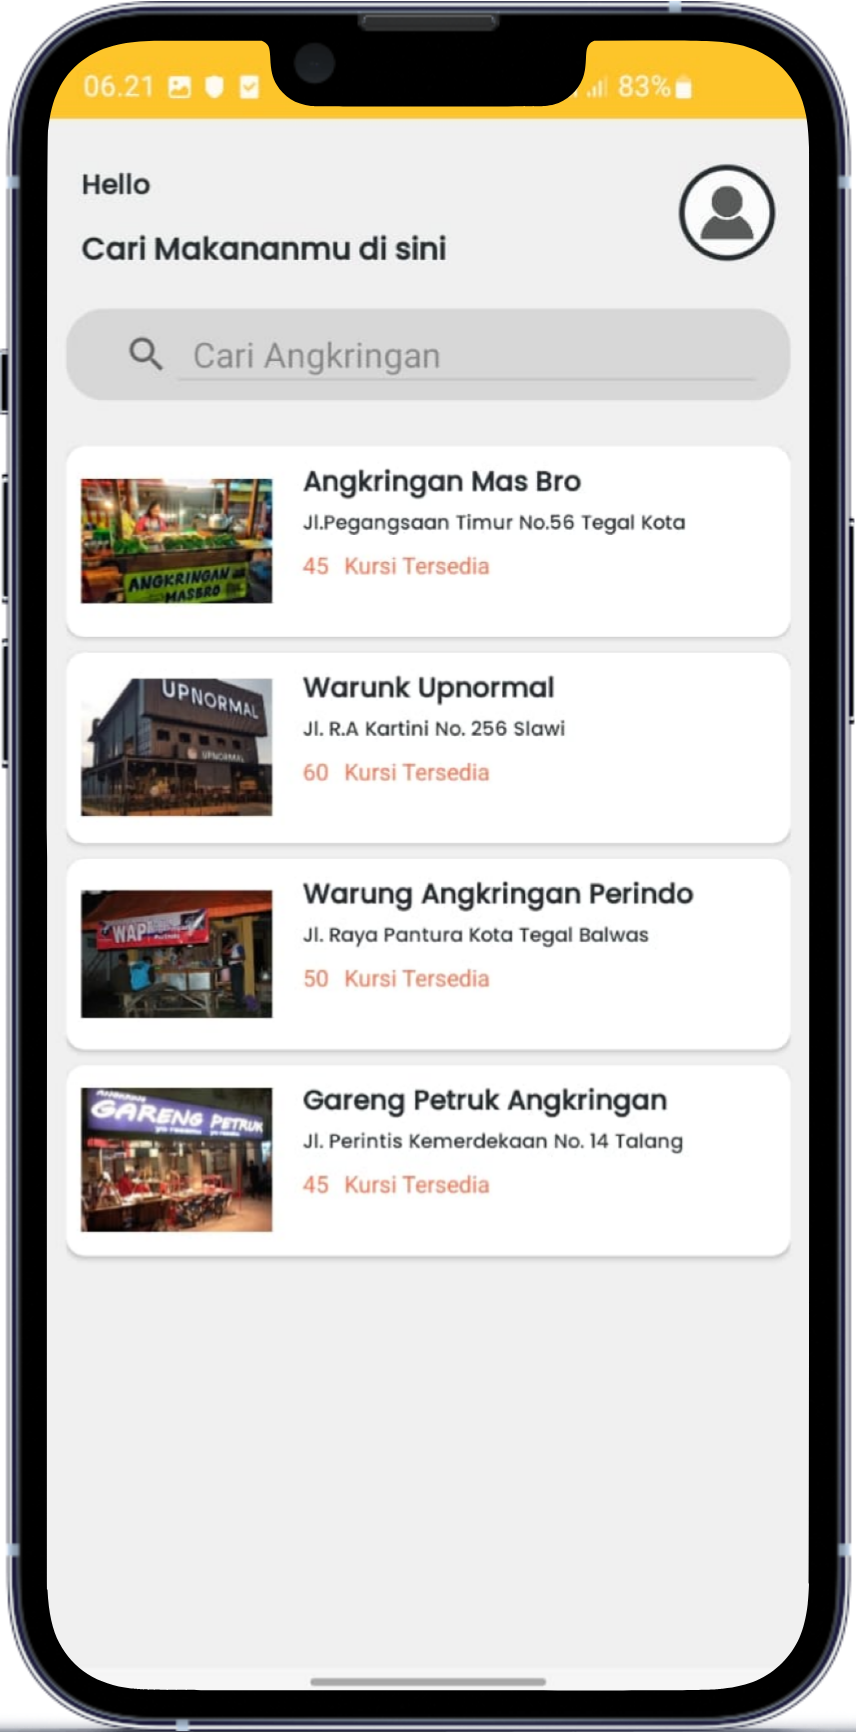 06.21
83%
Hello
Cari Makananmu di sini
Cari Angkringan
Angkringan Mas Bro
Jl.Pegangsaan Timur No.56 Tegal Kota
45 Kursi Tersedia
ANGKRINGAN
MASBRO
Warunk Upnormal
Jl. R.A Kartini No. 256 Slawi
60 Kursi Tersedia
UPNORMAL
UPNORMAL
Warung Angkringan Perindo
Jl. Raya Pantura Kota Tegal Balwas
50 Kursi Tersedia
Gareng Petruk Angkringan
Jl. Perintis Kemerdekaan No. 14 Talang
45 Kursi Tersedia
GARENG PETRUK